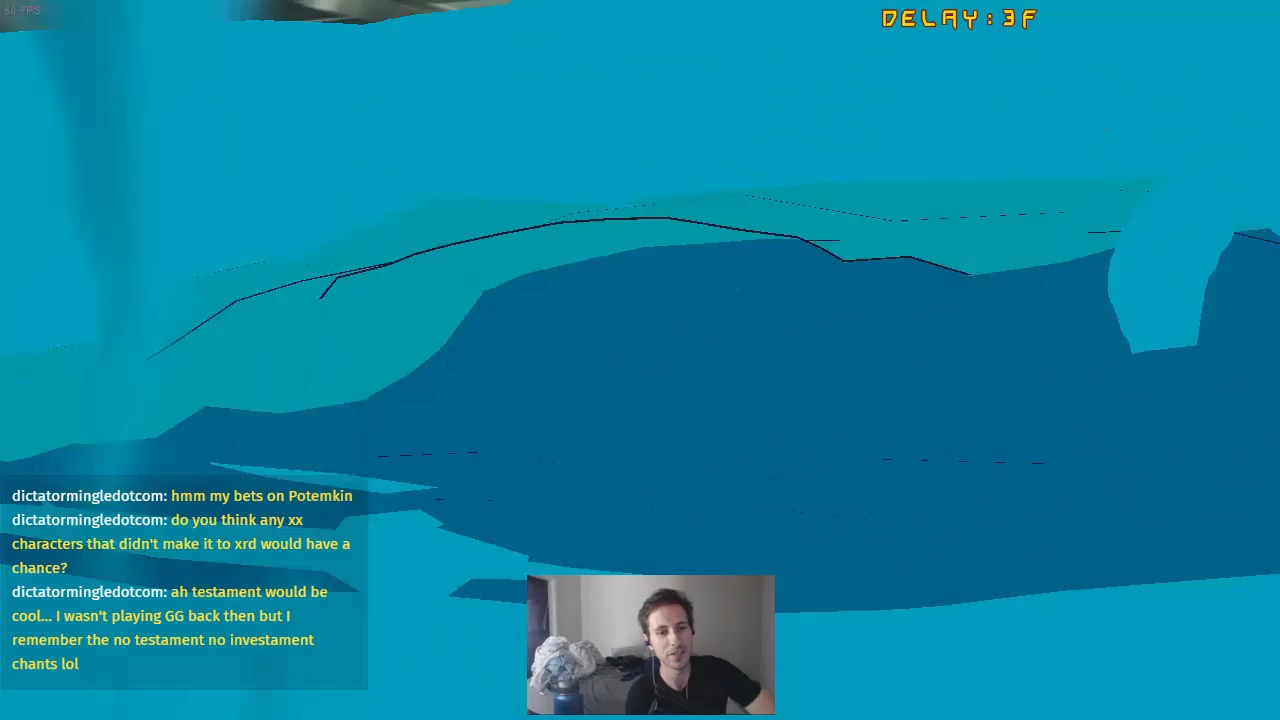 60 FPS
DELAY:3F
dictatormingledotcom: hmm my bets on Potemkin
dictatormingledotcom: do you think any xx
characters that didn't make it to xrd would have a
chance?
dictatormingledotcom: ah testament would be
cool... I wasn't playing GG back then but I
remember the no testament no investament
chants lol